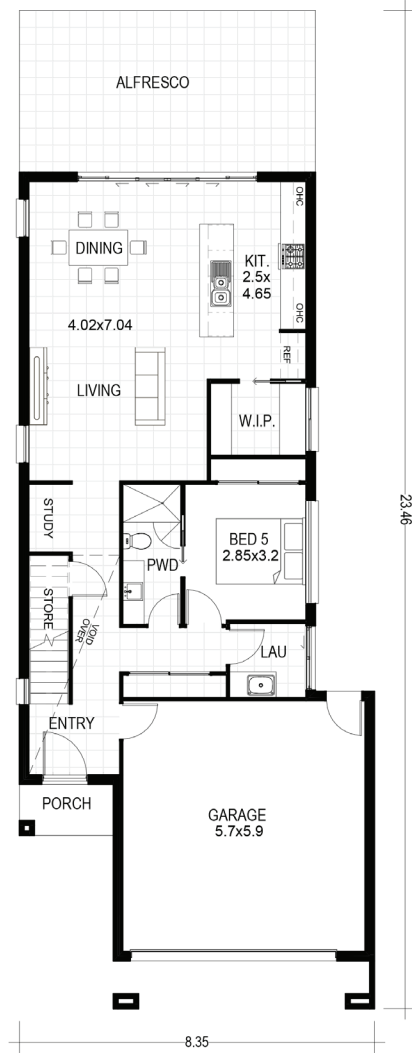 ALFRESCO
OHC
DINING
KIT.
2.5x
4.65
OHC
4.02x7.04
REF
LIVING
W.I.P.
23.46
STUDY
BED 5
2.85x3.2
PWD
STORE
VOID
OVER
LAU
ENTRY
PORCH
GARAGE
5.7x5.9
8.35